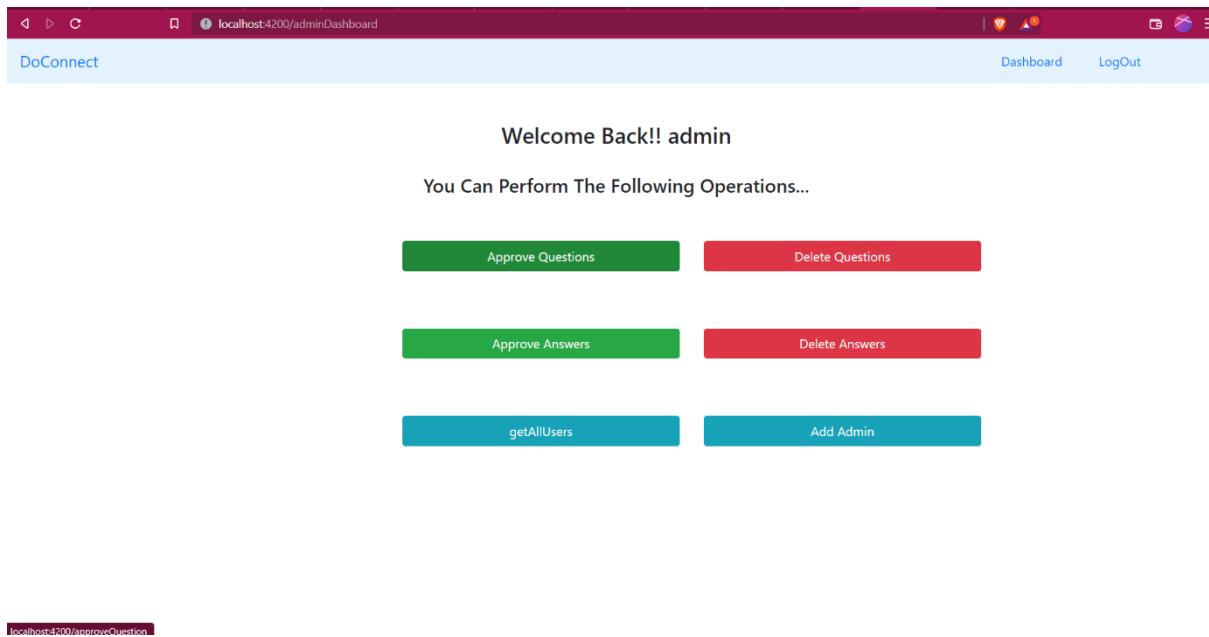 localhost:4200/adminDashboard
DoConnect
Dashboard
LogOut
Welcome Back!! admin
You Can Perform The Following Operations...
Approve Questions
Delete Questions
Approve Answers
Delete Answers
getAllUsers
Add Admin
localhost:4200/approveQuestion